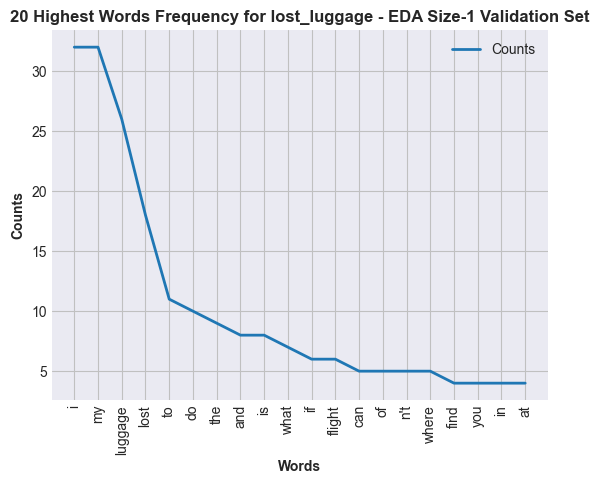 20 Highest Words Frequency for lost_luggage - EDA Size-1 Validation Set
Counts
30
25
20
15
10
5
Counts
i
my
luggage
lost
to
do
the
and
is
what
if
flight
can
of
n't
where
find
you
in
at
Words